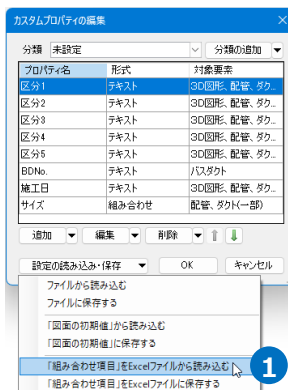 カスタムプロパティの編集
分類 未設定 分類の追加
プロパティ名 形式 対象要素
区分1 テキスト 3D図形、配管、ダク...
区分2 テキスト 3D図形、配管、ダク...
区分3 テキスト 3D図形、配管、ダク...
区分4 テキスト 3D図形、配管、ダク...
区分5 テキスト 3D図形、配管、ダク...
BDNo. テキスト バスダクト
施工日 テキスト 3D図形、配管、ダク...
サイズ 組み合わせ 配管、ダクト(一部)
追加 編集 削除
設定の読み込み・保存 OK キャンセル
ファイルから読み込む
ファイルに保存する
「図面の初期値」から読み込む
「図面の初期値」に保存する
「組み合わせ項目」をExcelファイルから読み込む
1
「組み合わせ項目」をExcelファイルに保存する